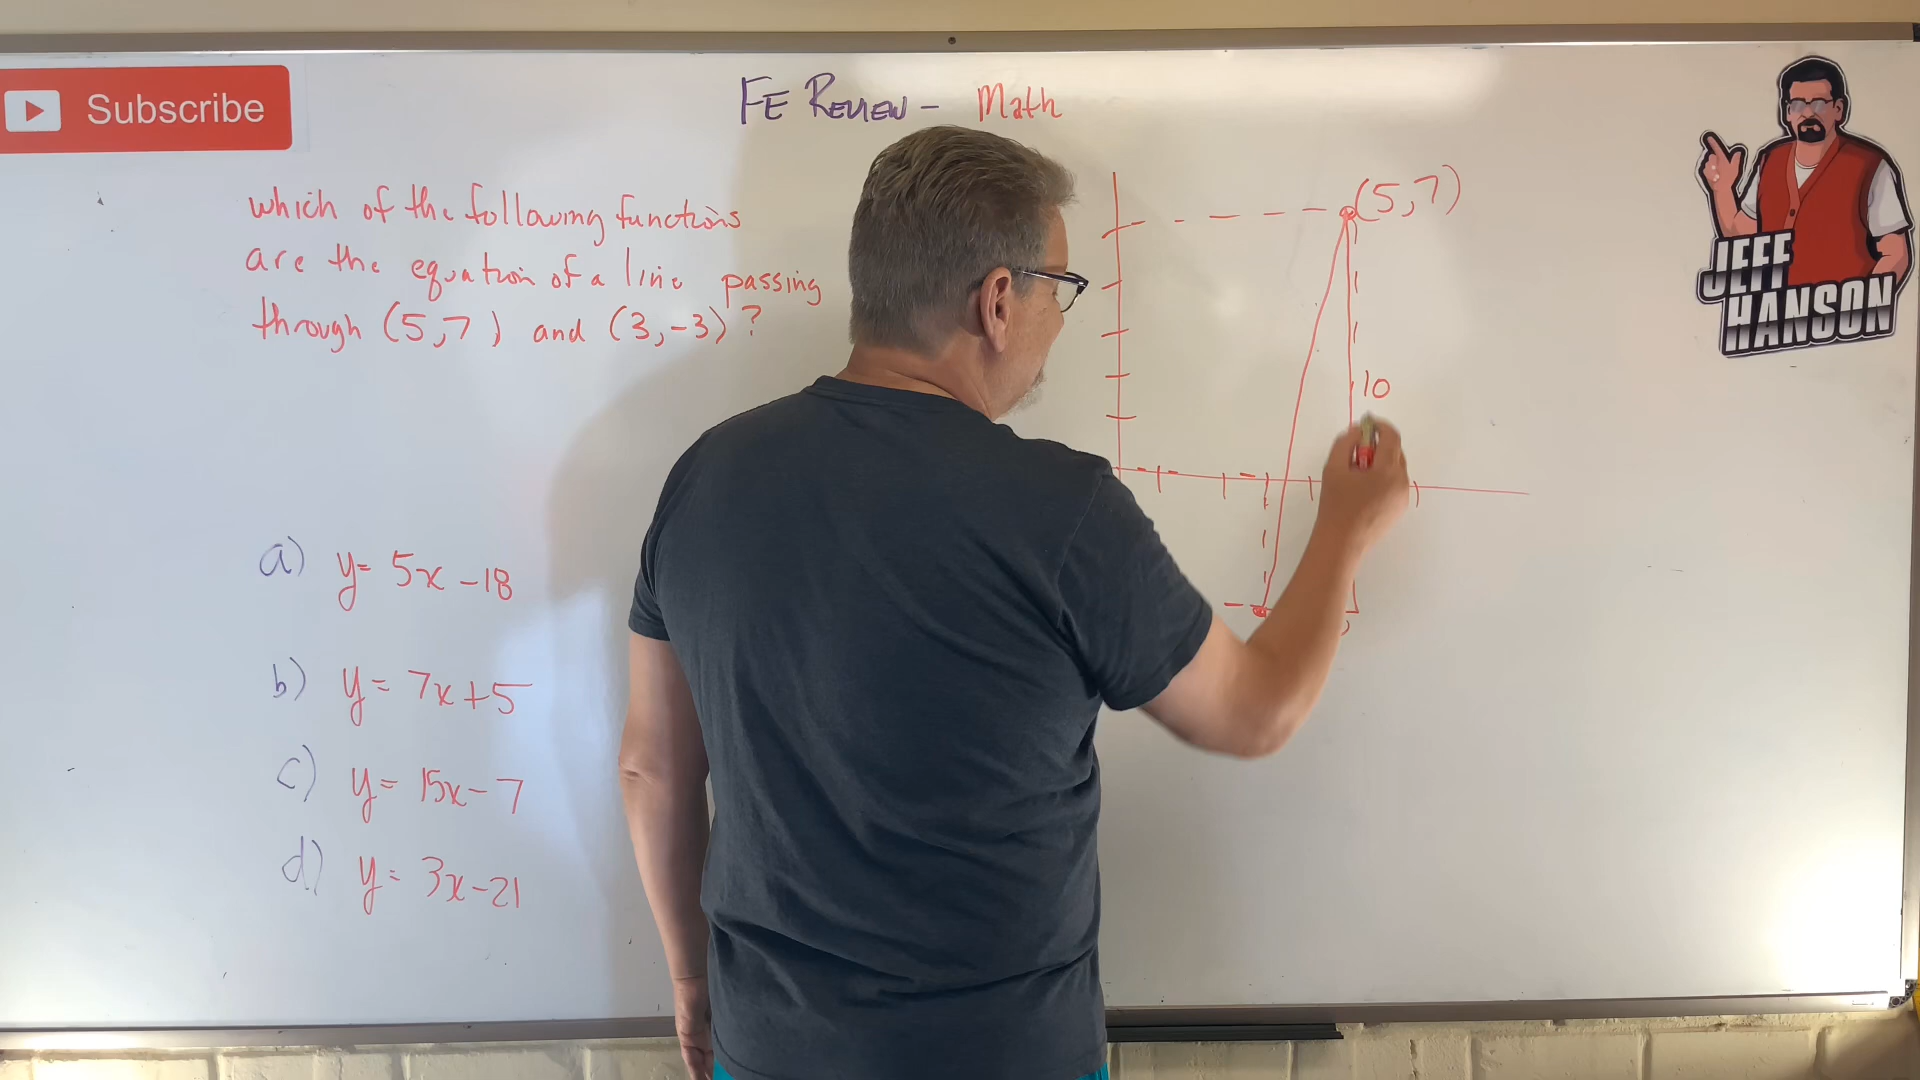 Subscribe
FE Review - Math
which of the following functions
are the equation of a line passing
through (5,7) and (3,-3)?
a) y= 5x -18
b) y= 7x+5
c) y= 15x-7
d) y= 3x-21
(5,7)
10
JEFF
HANSON